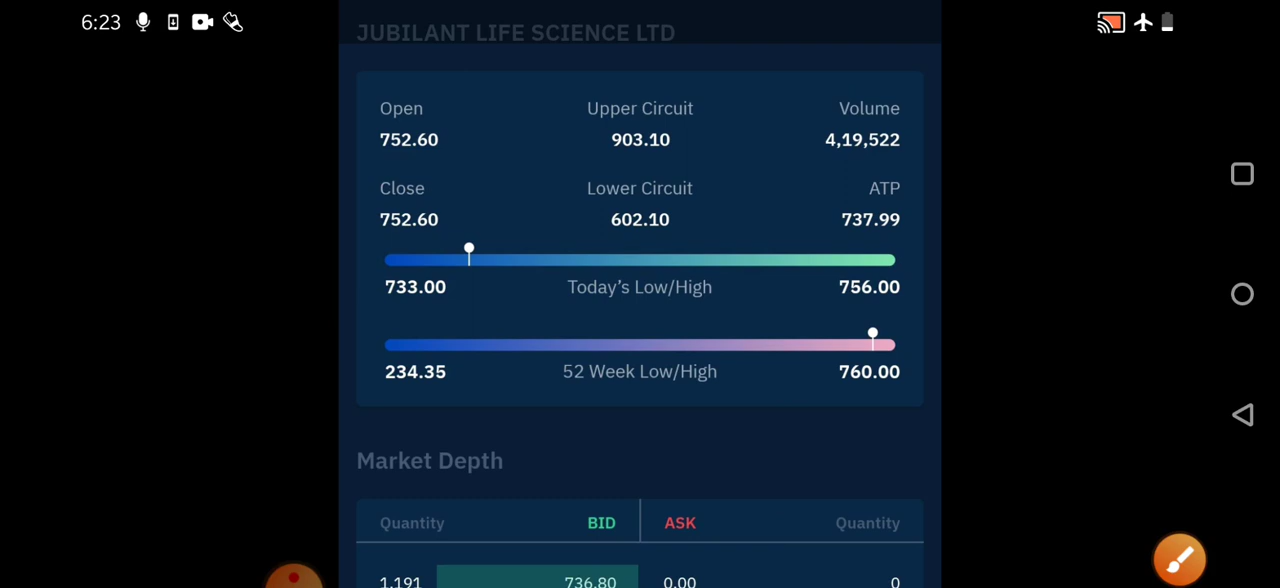 6:23
JUBILANT LIFE SCIENCE LTD
Open Upper Circuit Volume
752.60 903.10 4,19,522
Close Lower Circuit ATP
752.60 602.10 737.99
733.00 Today's Low/High 756.00
234.35 52 Week Low/High 760.00
Market Depth
Quantity BID ASK Quantity
1,191 736.80 0.00 0